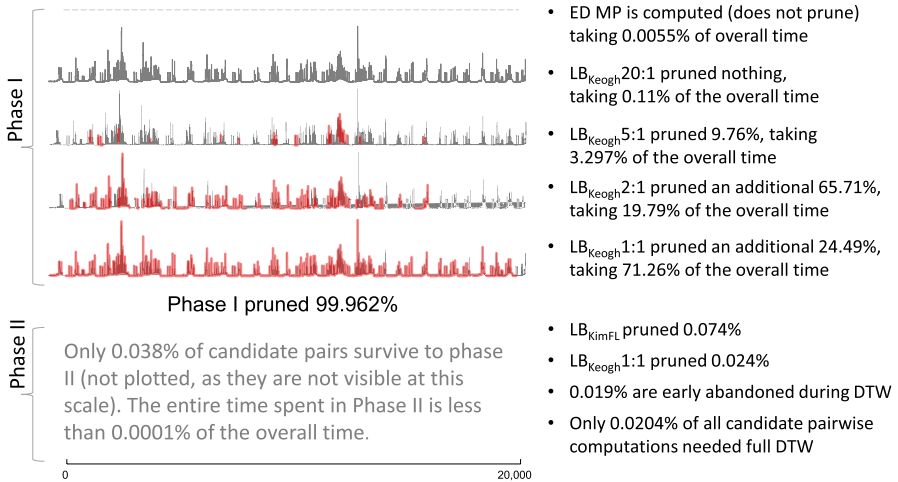 Phase I
• ED MP is computed (does not prune)
taking 0.0055% of overall time
• LBKeogh20:1 pruned nothing,
taking 0.11% of the overall time
• LBKeogh5:1 pruned 9.76%, taking
3.297% of the overall time
• LBKeogh2:1 pruned an additional 65.71%,
taking 19.79% of the overall time
• LBKeogh1:1 pruned an additional 24.49%,
taking 71.26% of the overall time
Phase I pruned 99.962%
Phase II
Only 0.038% of candidate pairs survive to phase
II (not plotted, as they are not visible at this
scale). The entire time spent in Phase II is less
than 0.0001% of the overall time.
• LBKimFL pruned 0.074%
• LBKeogh1:1 pruned 0.024%
• 0.019% are early abandoned during DTW
• Only 0.0204% of all candidate pairwise
computations needed full DTW
0
20,000